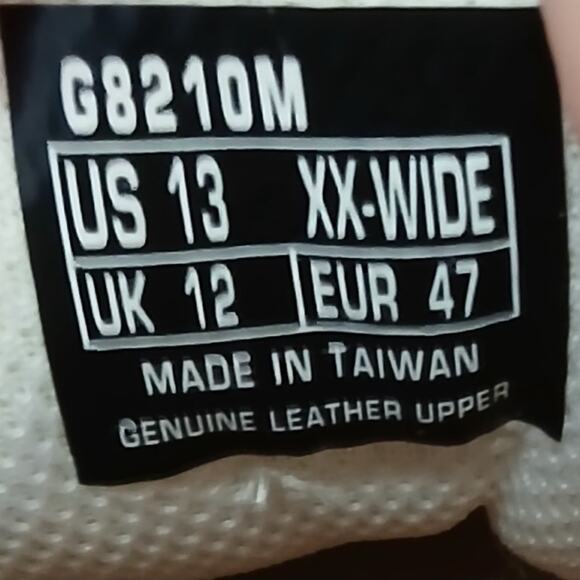 G8210M
US 13 XX-WIDE
UK 12 EUR 47
MADE IN TAIWAN
GENUINE LEATHER UPPER